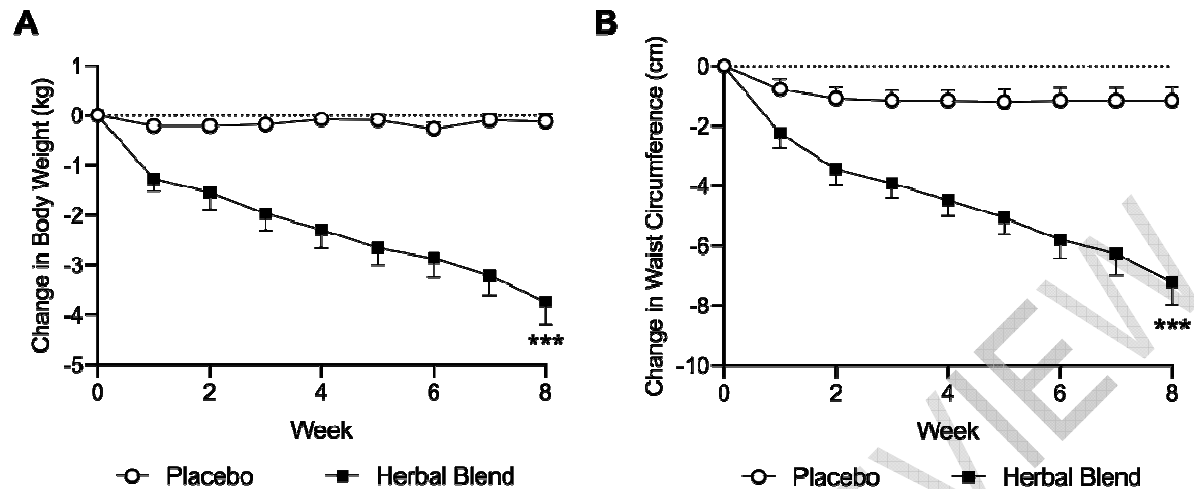 A
Change in Body Weight (kg)
1
0
-1
-2
-3
-4
-5
***
0 2 4 6 8
Week
Placebo Herbal Blend
B
Change in Waist Circumference (cm)
0
-2
-4
-6
-8
-10
***
0 2 4 6 8
Week
Placebo Herbal Blend
VIEW